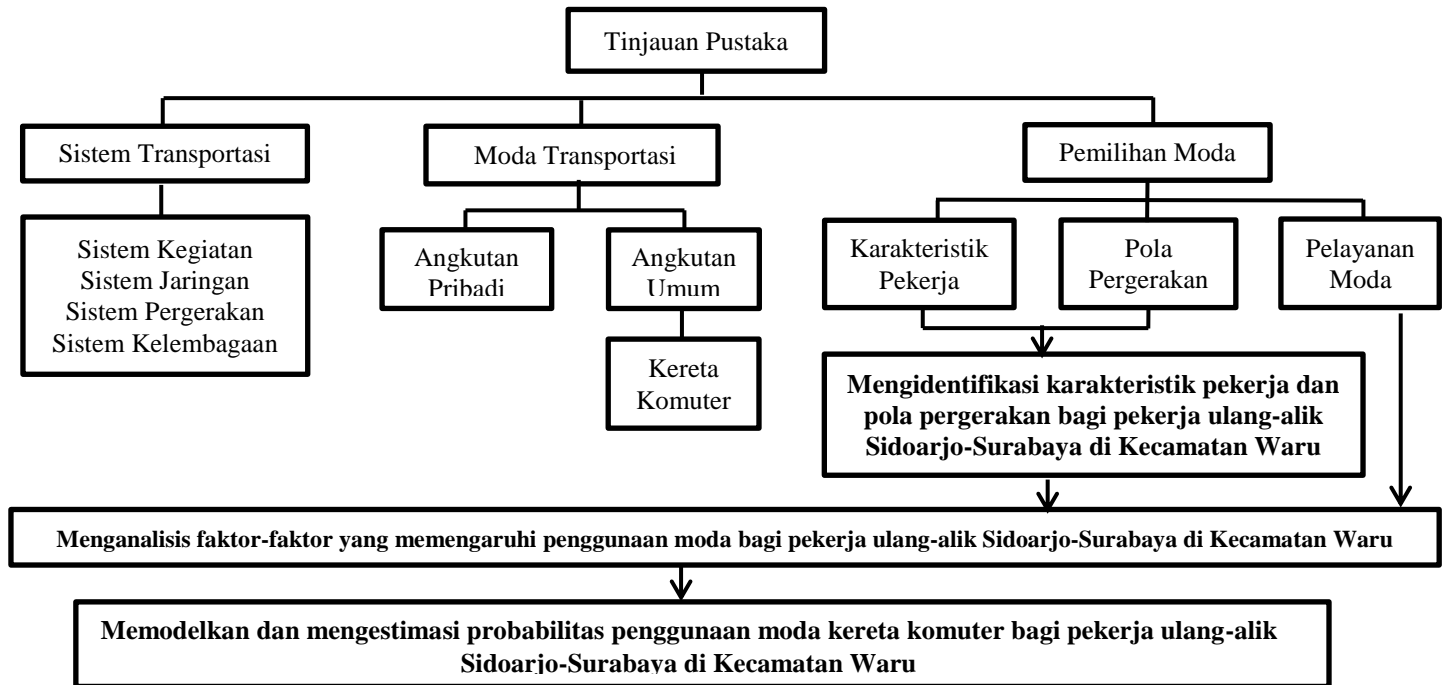 Tinjauan Pustaka
Sistem Transportasi
Moda Transportasi
Pemilihan Moda
Sistem Kegiatan
Sistem Jaringan
Sistem Pergerakan
Sistem Kelembagaan
Angkutan
Pribadi
Angkutan
Umum
Kereta
Komuter
Karakteristik
Pekerja
Pola
Pergerakan
Pelayanan
Moda
Mengidentifikasi karakteristik pekerja dan
pola pergerakan bagi pekerja ulang-alik
Sidoarjo-Surabaya di Kecamatan Waru
Menganalisis faktor-faktor yang memengaruhi penggunaan moda bagi pekerja ulang-alik Sidoarjo-Surabaya di Kecamatan Waru
Memodelkan dan mengestimasi probabilitas penggunaan moda kereta komuter bagi pekerja ulang-alik
Sidoarjo-Surabaya di Kecamatan Waru